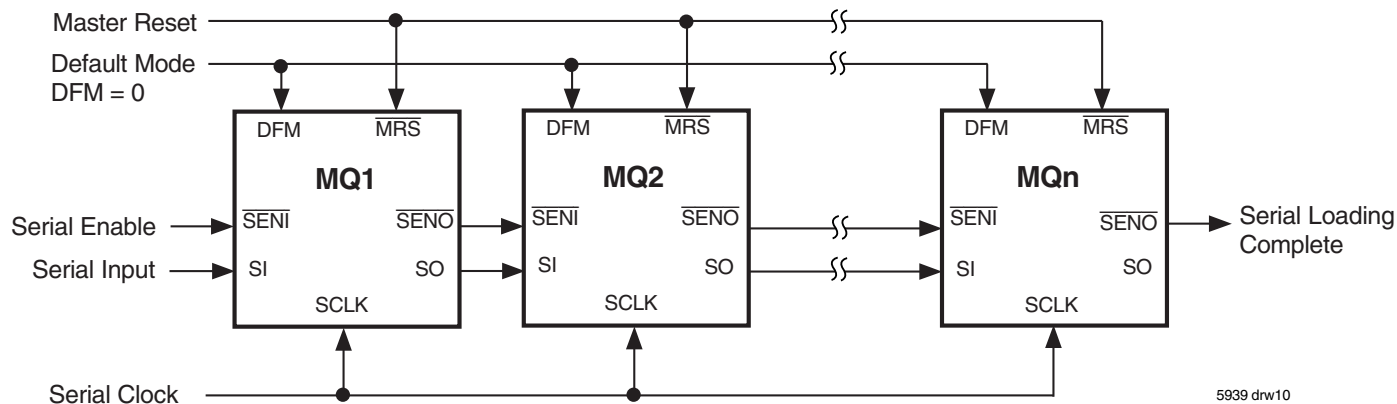 Master Reset
Default Mode
DFM = 0
DFM
MRS
DFM
MRS
DFM
MRS
MQ1
MQ2
MQn
Serial Enable
SENI
SENO
SENI
SENO
SENI
SENO
Serial Loading
Complete
Serial Input
SI
SO
SI
SO
SI
SO
SCLK
SCLK
SCLK
Serial Clock
5939 drw10